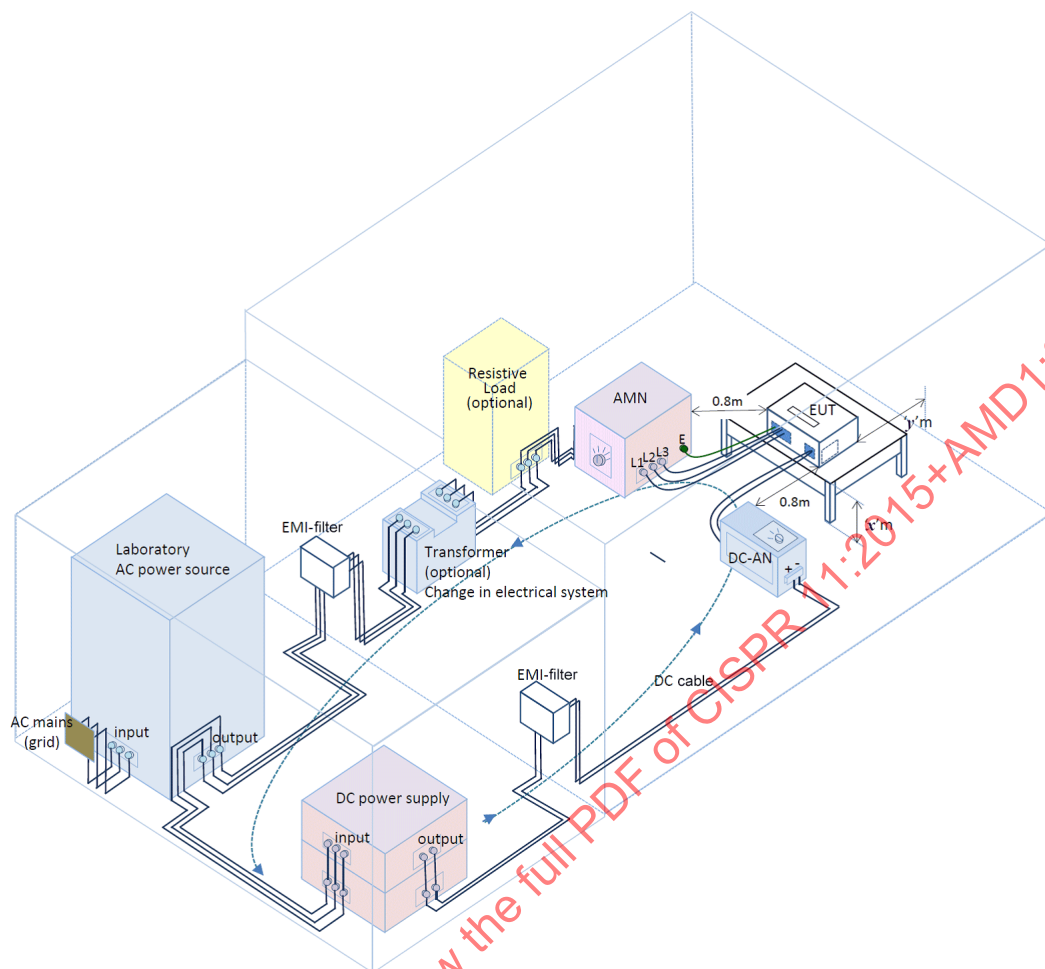 Resistive
Load
(optional)
AMN
0.8m
EUT
'y'm
E
L1 L2 L3
0.8m
'x'm
EMI-filter
Laboratory
AC power source
Transformer
(optional)
Change in electrical system
DC-AN
+ -
EMI-filter
DC cable
AC mains
(grid)
input
output
DC power supply
input
output
w the full PDF of CISPR 11:2015+AMD1: